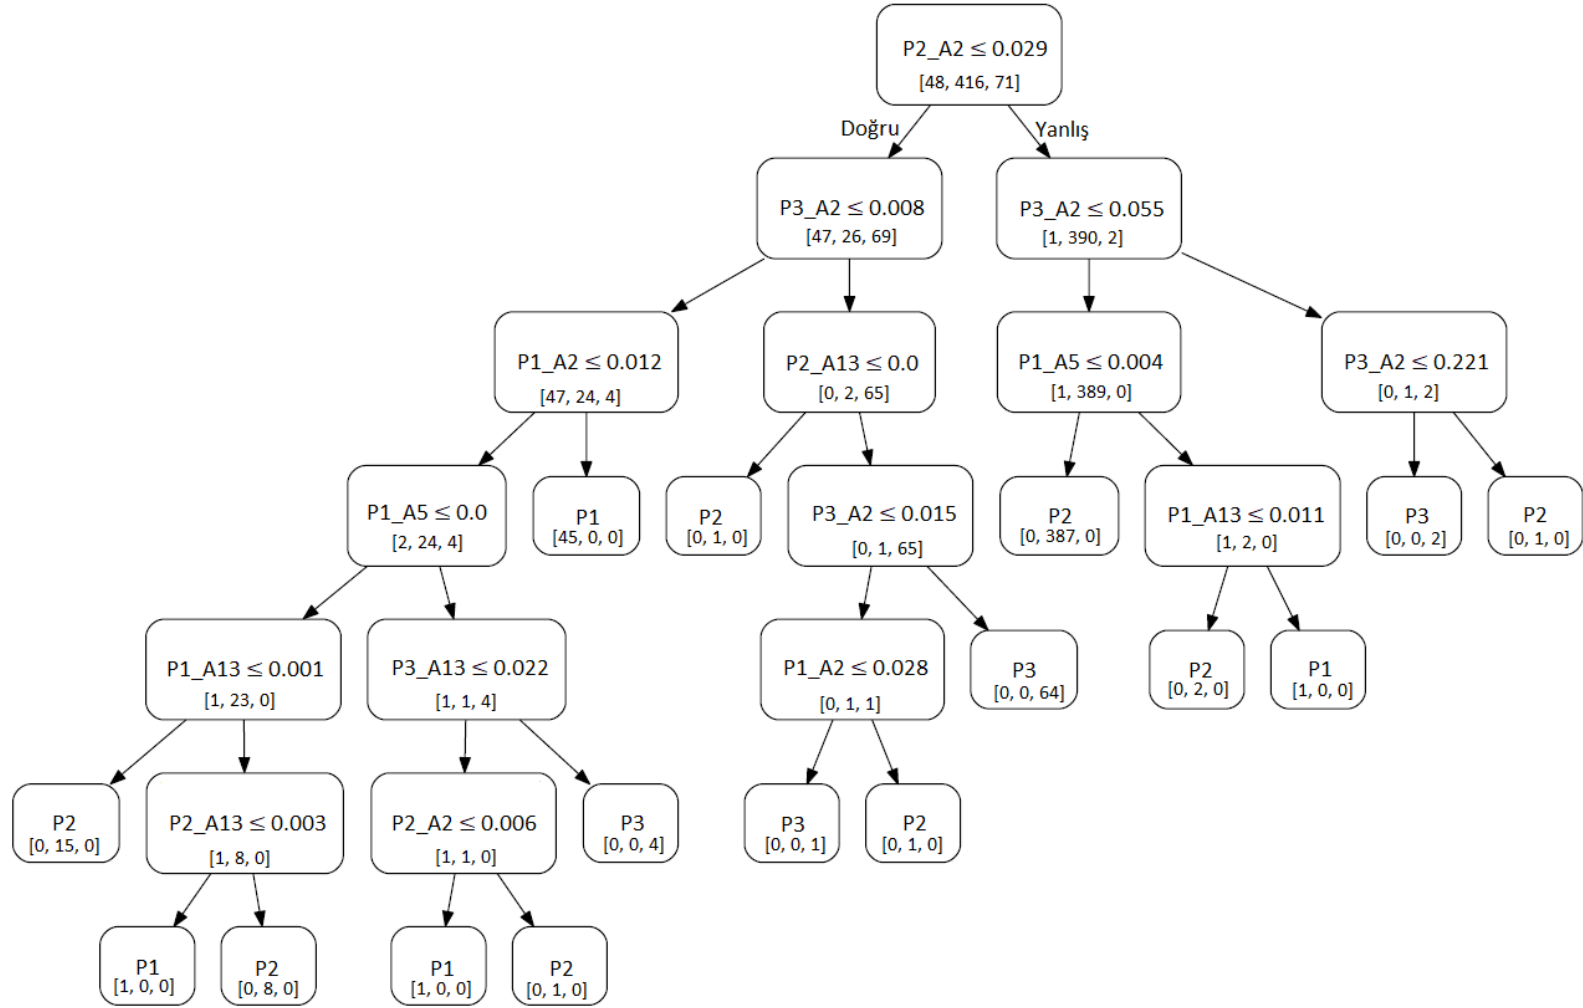 P2_A2 ≤ 0.029
[48, 416, 71]
Doğru
Yanlış
P3_A2 ≤ 0.008
[47, 26, 69]
P3_A2 ≤ 0.055
[1, 390, 2]
P1_A2 ≤ 0.012
[47, 24, 4]
P2_A13 ≤ 0.0
[0, 2, 65]
P1_A5 ≤ 0.004
[1, 389, 0]
P3_A2 ≤ 0.221
[0, 1, 2]
P1_A5 ≤ 0.0
[2, 24, 4]
P1
[45, 0, 0]
P2
[0, 1, 0]
P3_A2 ≤ 0.015
[0, 1, 65]
P2
[0, 387, 0]
P1_A13 ≤ 0.011
[1, 2, 0]
P3
[0, 0, 2]
P2
[0, 1, 0]
P1_A13 ≤ 0.001
[1, 23, 0]
P3_A13 ≤ 0.022
[1, 1, 4]
P1_A2 ≤ 0.028
[0, 1, 1]
P3
[0, 0, 64]
P2
[0, 2, 0]
P1
[1, 0, 0]
P2
[0, 15, 0]
P2_A13 ≤ 0.003
[1, 8, 0]
P2_A2 ≤ 0.006
[1, 1, 0]
P3
[0, 0, 4]
P3
[0, 0, 1]
P2
[0, 1, 0]
P1
[1, 0, 0]
P2
[0, 8, 0]
P1
[1, 0, 0]
P2
[0, 1, 0]